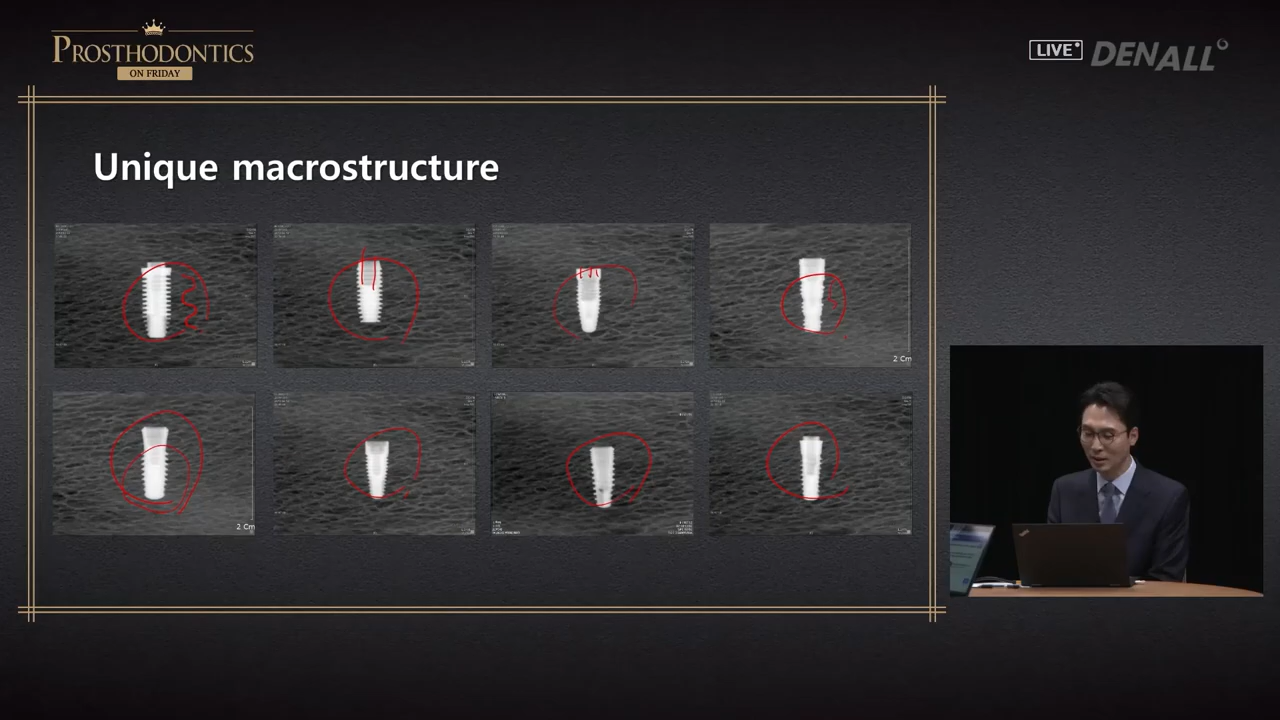 PROSTHODONTICS
ON FRIDAY
LIVE
DENALL
Unique macrostructure
2 Cm
2 Cm